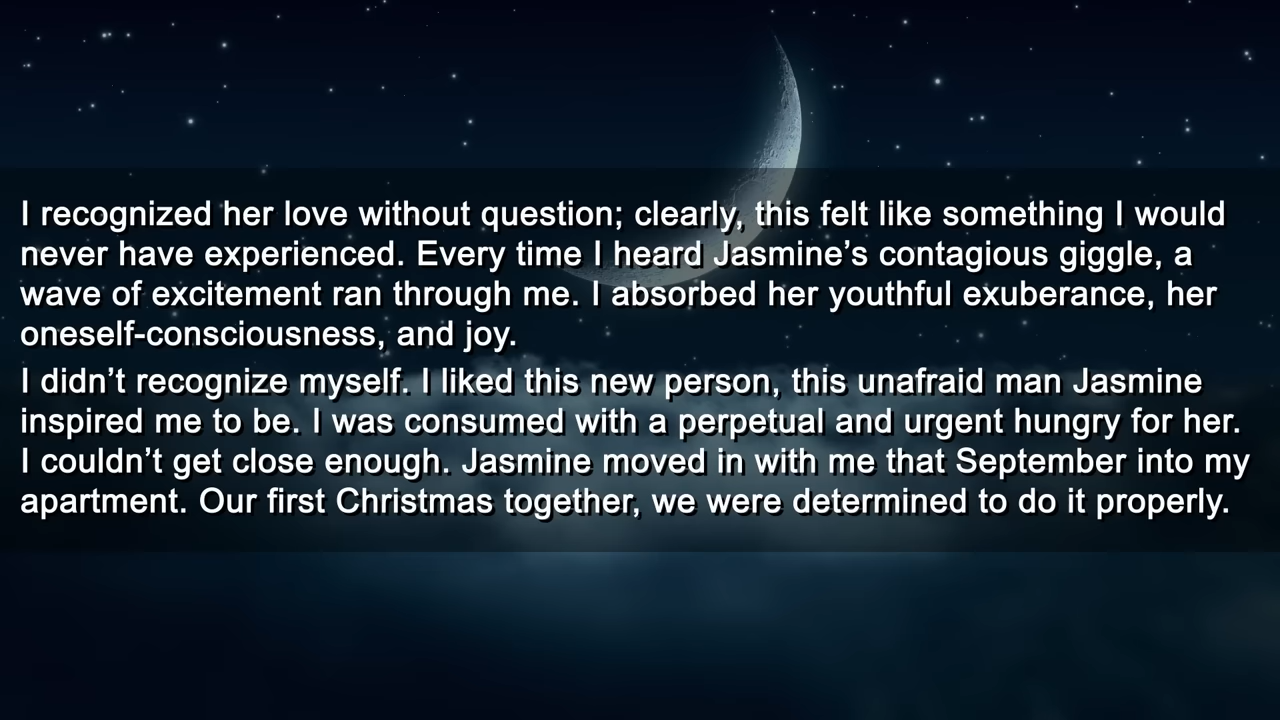 I recognized her love without question; clearly, this felt like something I would
never have experienced. Every time I heard Jasmine’s contagious giggle, a
wave of excitement ran through me. I absorbed her youthful exuberance, her
oneself-consciousness, and joy.
I didn’t recognize myself. I liked this new person, this unafraid man Jasmine
inspired me to be. I was consumed with a perpetual and urgent hungry for her.
I couldn’t get close enough. Jasmine moved in with me that September into my
apartment. Our first Christmas together, we were determined to do it properly.